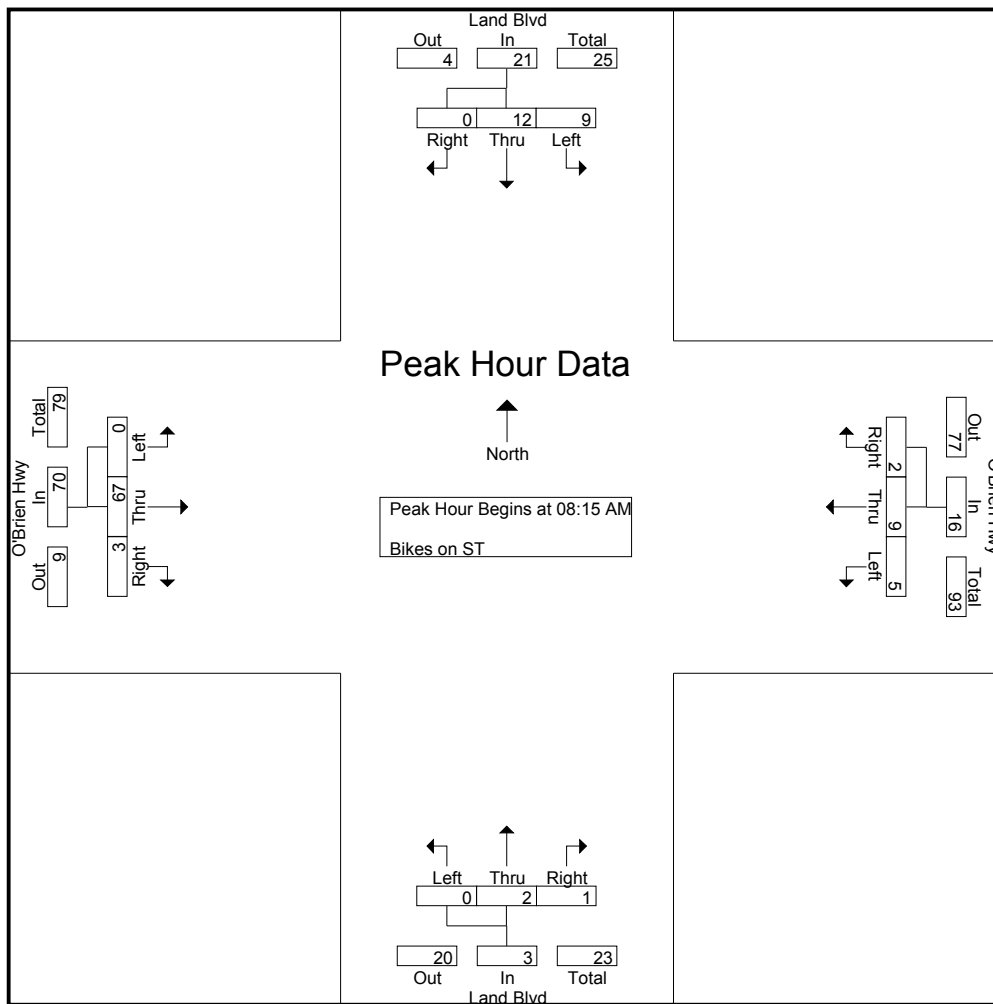 Land Blvd
Out In Total
4 21 25
0 12 9
Right Thru Left
Peak Hour Data
North
Peak Hour Begins at 08:15 AM
Bikes on ST
O'Brien Hwy
Out In Total
9 70 79
3 67 0
Right Thru Left
O'Brien Hwy
Out In Total
77 16 93
2 9 5
Right Thru Left
Left Thru Right
0 2 1
20 3 23
Out In Total
Land Blvd